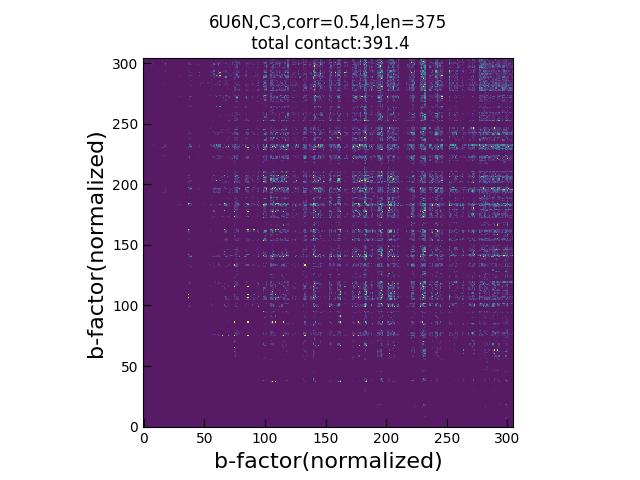 6U6N,C3,corr=0.54,len=375
total contact:391.4
300
250
200
150
100
50
0
b-factor(normalized)
0 50 100 150 200 250 300
b-factor(normalized)